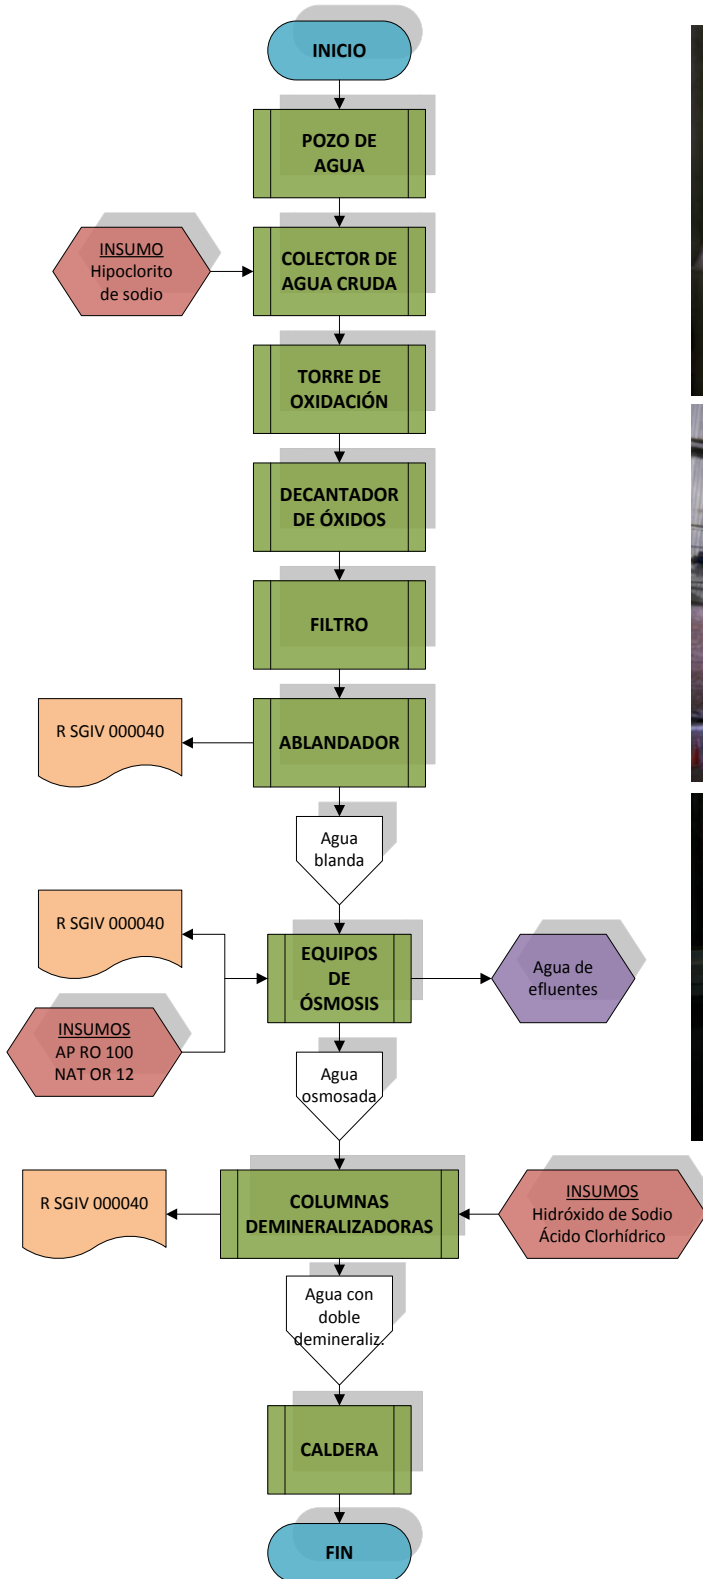 INICIO
POZO DE
AGUA
INSUMO
Hipoclorito
de sodio
COLECTOR DE
AGUA CRUDA
TORRE DE
OXIDACIÓN
DECANTADOR
DE ÓXIDOS
FILTRO
R SGIV 000040
ABLANDADOR
Agua
blanda
R SGIV 000040
INSUMOS
AP RO 100
NAT OR 12
EQUIPOS
DE
ÓSMOSIS
Agua de
efluentes
Agua
osmosada
R SGIV 000040
COLUMNAS
DEMINERALIZADORAS
INSUMOS
Hidróxido de Sodio
Ácido Clorhídrico
Agua con
doble
demineraliz.
CALDERA
FIN